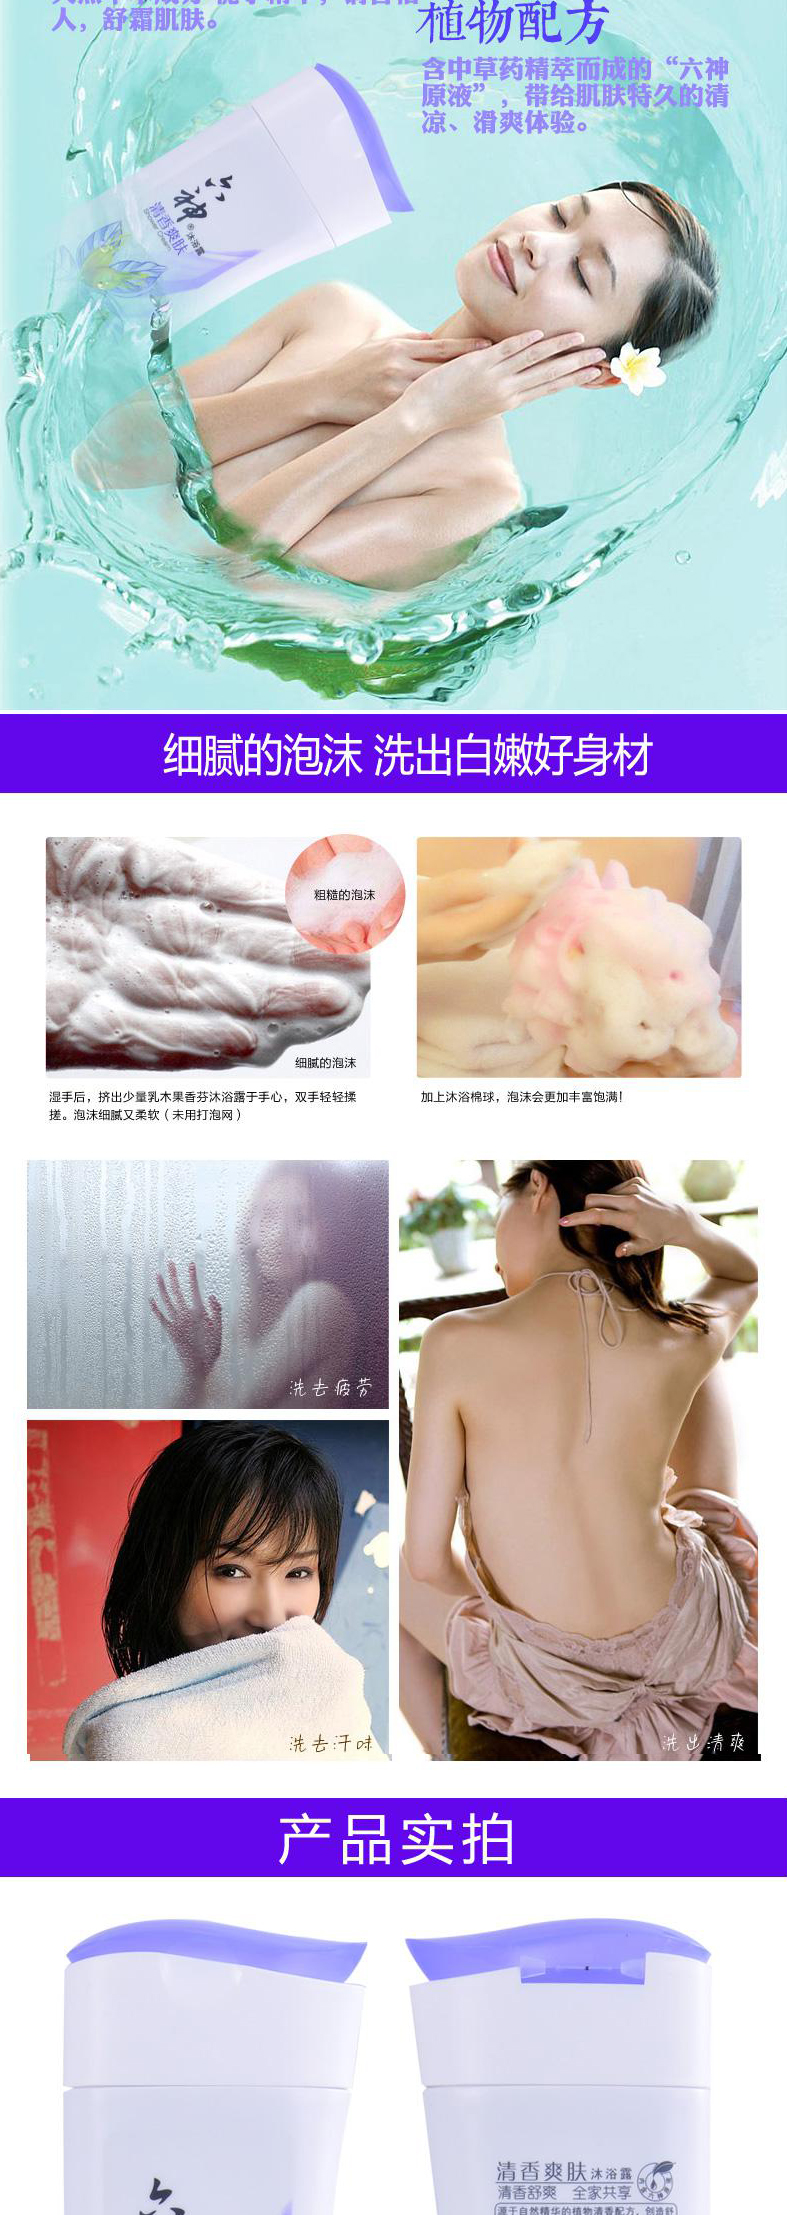 人，舒霜肌肤。
植物配方
含中草药精萃而成的“六神
原液”，带给肌肤特久的清
凉、滑爽体验。
六神®
清香爽肤
沐浴露
Shower Cream
细腻的泡沫 洗出白嫩好身材
粗糙的泡沫
细腻的泡沫
湿手后，挤出少量乳木果香芬沐浴露于手心，双手轻轻揉
搓。泡沫细腻又柔软（未用打泡网）
加上沐浴棉球，泡沫会更加丰富饱满！
洗去疲劳
洗去汗味
洗出清爽
产品实拍
清香爽肤 沐浴露
清香舒爽 全家共享
源于自然精华的植物清香配方，创造舒